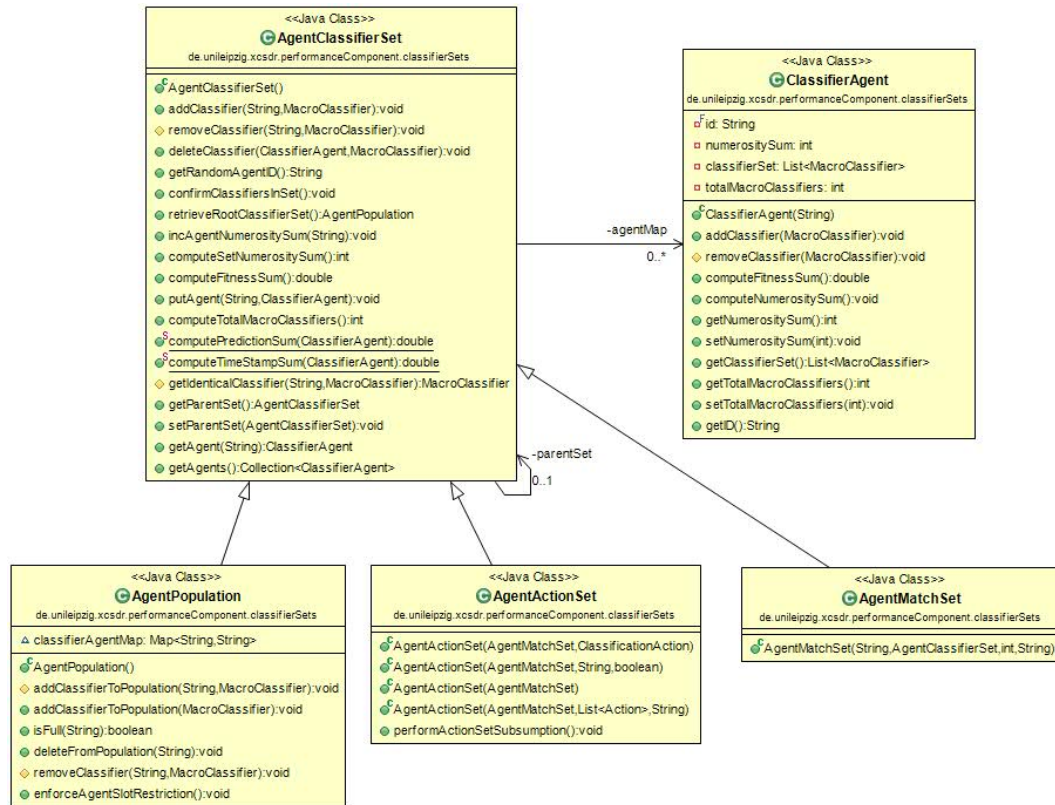 <<Java Class>>
AgentClassifierSet
de.unileipzig.xcsdr.performanceComponent.classifierSets
AgentClassifierSet()
addClassifier(String,MacroClassifier):void
removeClassifier(String,MacroClassifier):void
deleteClassifier(ClassifierAgent,MacroClassifier):void
getRandomAgentID():String
confirmClassifiersInSet():void
retrieveRootClassifierSet():AgentPopulation
incAgentNumerositySum(String):void
computeSetNumerositySum():int
computeFitnessSum():double
putAgent(String,ClassifierAgent):void
computeTotalMacroClassifiers():int
computePredictionSum(ClassifierAgent):double
computeTimeStampSum(ClassifierAgent):double
getIdenticalClassifier(String,MacroClassifier):MacroClassifier
getParentSet():AgentClassifierSet
setParentSet(AgentClassifierSet):void
getAgent(String):ClassifierAgent
getAgents():Collection<ClassifierAgent>
-agentMap
0..*
<<Java Class>>
ClassifierAgent
de.unileipzig.xcsdr.performanceComponent.classifierSets
id: String
numerositySum: int
classifierSet: List<MacroClassifier>
totalMacroClassifiers: int
ClassifierAgent(String)
addClassifier(MacroClassifier):void
removeClassifier(MacroClassifier):void
computeFitnessSum():double
computeNumerositySum():void
getNumerositySum():int
setNumerositySum(int):void
getClassifierSet():List<MacroClassifier>
getTotalMacroClassifiers():int
setTotalMacroClassifiers(int):void
getID():String
-parentSet
0..1
<<Java Class>>
AgentPopulation
de.unileipzig.xcsdr.performanceComponent.classifierSets
classifierAgentMap: Map<String,String>
AgentPopulation()
addClassifierToPopulation(String,MacroClassifier):void
addClassifierToPopulation(MacroClassifier):void
isFull(String):boolean
deleteFromPopulation(String):void
removeClassifier(String,MacroClassifier):void
enforceAgentSlotRestriction():void
<<Java Class>>
AgentActionSet
de.unileipzig.xcsdr.performanceComponent.classifierSets
AgentActionSet(AgentMatchSet,ClassificationAction)
AgentActionSet(AgentMatchSet,String,boolean)
AgentActionSet(AgentMatchSet)
AgentActionSet(AgentMatchSet,List<Action>,String)
performActionSetSubsumption():void
<<Java Class>>
AgentMatchSet
de.unileipzig.xcsdr.performanceComponent.classifierSets
AgentMatchSet(String,AgentClassifierSet,int,String)